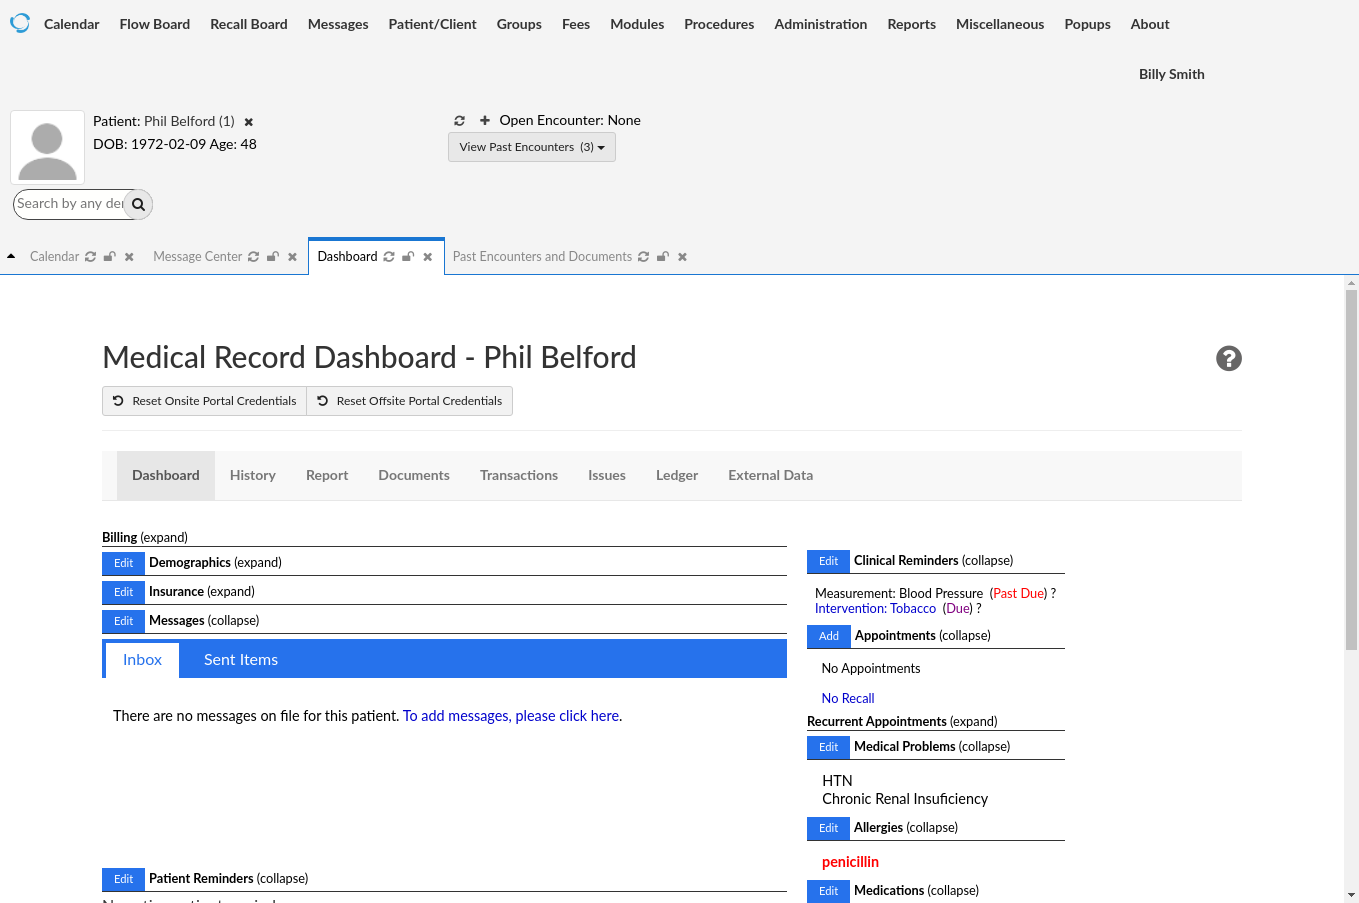 Calendar Flow Board Recall Board Messages Patient/Client Groups Fees Modules Procedures Administration Reports Miscellaneous Popups About
Billy Smith
Patient: Phil Belford (1)
DOB: 1972-02-09 Age: 48
Open Encounter: None
View Past Encounters (3)
Search by any der
Calendar Message Center Dashboard Past Encounters and Documents
Medical Record Dashboard - Phil Belford
Reset Onsite Portal Credentials Reset Offsite Portal Credentials
Dashboard History Report Documents Transactions Issues Ledger External Data
Billing (expand)
Edit Demographics (expand)
Edit Insurance (expand)
Edit Messages (collapse)
Inbox Sent Items
There are no messages on file for this patient. To add messages, please click here.
Edit Patient Reminders (collapse)
Edit Clinical Reminders (collapse)
Measurement: Blood Pressure (Past Due) ?
Intervention: Tobacco (Due) ?
Add Appointments (collapse)
No Appointments
No Recall
Recurrent Appointments (expand)
Edit Medical Problems (collapse)
HTN
Chronic Renal Insuficiency
Edit Allergies (collapse)
penicillin
Edit Medications (collapse)